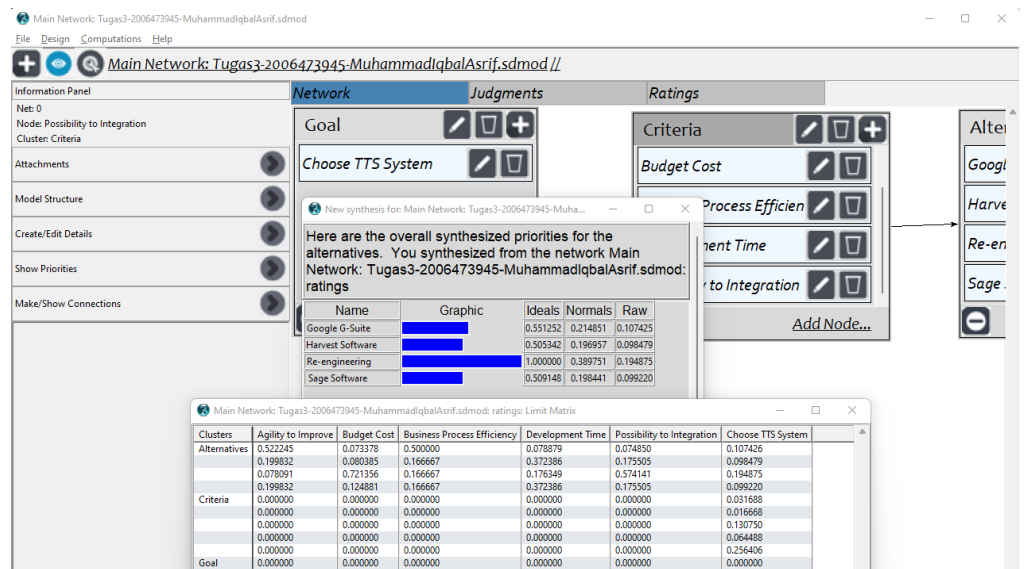 Main Network: Tugas3-2006473945-MuhammadIqbalAsrif.sdmod
File Design Computations Help
Main Network: Tugas3-2006473945-MuhammadIqbalAsrif.sdmod //
Information Panel
Net: 0
Node: Possibility to Integration
Cluster: Criteria
Attachments
Model Structure
Create/Edit Details
Show Priorities
Make/Show Connections
Network Judgments Ratings
Goal
Choose TTS System
Criteria
Budget Cost
Process Efficien
ment Time
y to Integration
Add Node...
Alte
Googl
Harve
Re-en
Sage
New synthesis for: Main Network: Tugas3-2006473945-Muha...
Here are the overall synthesized priorities for the
alternatives. You synthesized from the network Main
Network: Tugas3-2006473945-MuhammadIqbalAsrif.sdmod:
ratings
Name Graphic Ideals Normals Raw
Google G-Suite 0.551252 0.214851 0.107425
Harvest Software 0.505342 0.196957 0.098479
Re-engineering 1.000000 0.389751 0.194875
Sage Software 0.509148 0.198441 0.099220
Main Network: Tugas3-2006473945-MuhammadIqbalAsrif.sdmod: ratings: Limit Matrix
Clusters Agility to Improve Budget Cost Business Process Efficiency Development Time Possibility to Integration Choose TTS System
Alternatives 0.522245 0.073378 0.500000 0.078879 0.074850 0.107426
0.199832 0.080385 0.166667 0.372386 0.175505 0.098479
0.078091 0.721356 0.166667 0.176349 0.574141 0.194875
0.199832 0.124881 0.166667 0.372386 0.175505 0.099220
Criteria 0.000000 0.000000 0.000000 0.000000 0.000000 0.031688
0.000000 0.000000 0.000000 0.000000 0.000000 0.016668
0.000000 0.000000 0.000000 0.000000 0.000000 0.130750
0.000000 0.000000 0.000000 0.000000 0.000000 0.064488
0.000000 0.000000 0.000000 0.000000 0.000000 0.256406
Goal 0.000000 0.000000 0.000000 0.000000 0.000000 0.000000